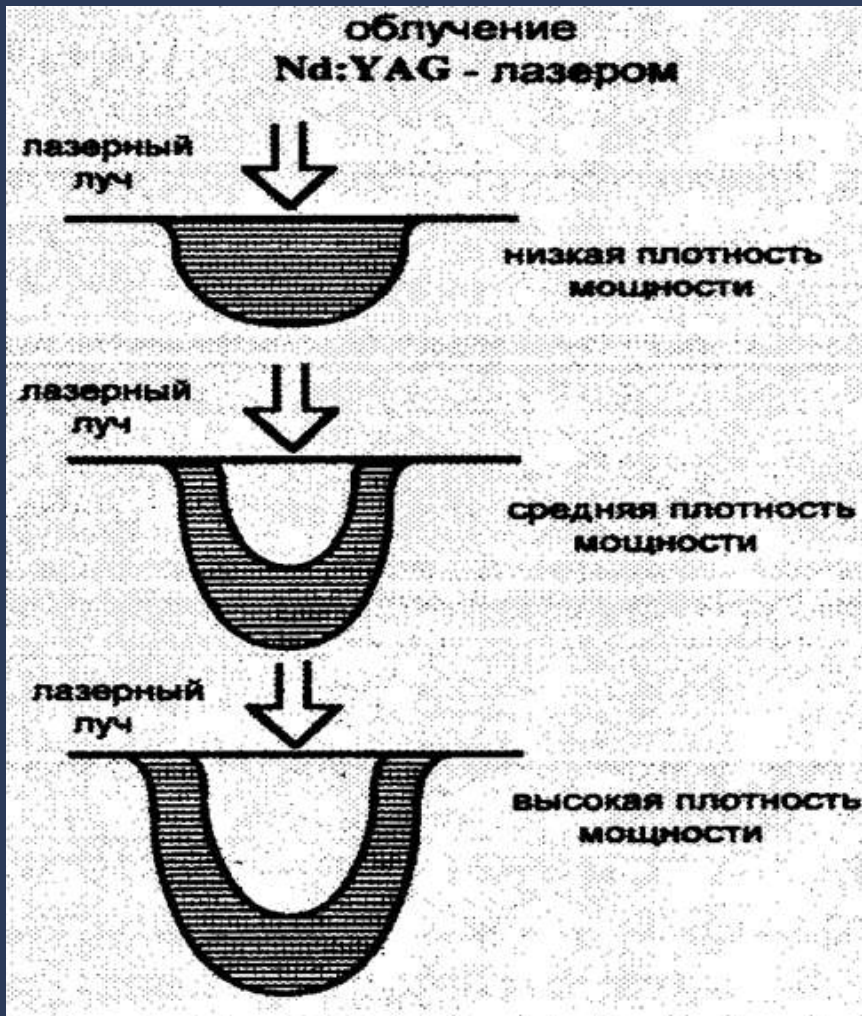 облучение
Nd:YAG - лазером
лазерный
луч
низкая плотность
мощности
лазерный
луч
средняя плотность
мощности
лазерный
луч
высокая плотность
мощности